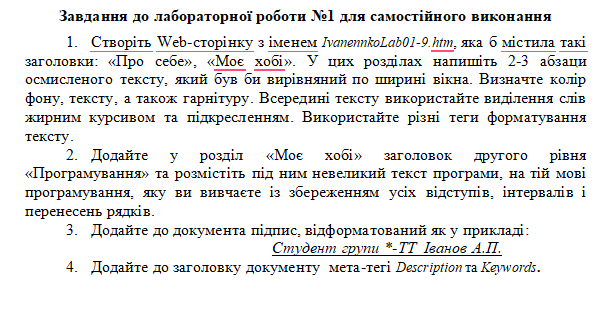 Завдання до лабораторної роботи №1 для самостійного виконання
1. Створіть Web-сторінку з іменем IvanennkoLab01-9.htm, яка б містила такі
заголовки: «Про себе», «Моє хобі». У цих розділах напишіть 2-3 абзаци
осмисленого тексту, який був би вирівняний по ширині вікна. Визначте колір
фону, тексту, а також гарнітуру. Всередині тексту використайте виділення слів
жирним курсивом та підкресленням. Використайте різні теги форматування
тексту.
2. Додайте у розділ «Моє хобі» заголовок другого рівня
«Програмування» та розмістіть під ним невеликий текст програми, на тій мові
програмування, яку ви вивчаєте із збереженням усіх відступів, інтервалів і
перенесень рядків.
3. Додайте до документа підпис, відформатований як у прикладі:
Студент групи *-ТТ Іванов А.П.
4. Додайте до заголовку документу мета-тегі Description та Keywords.